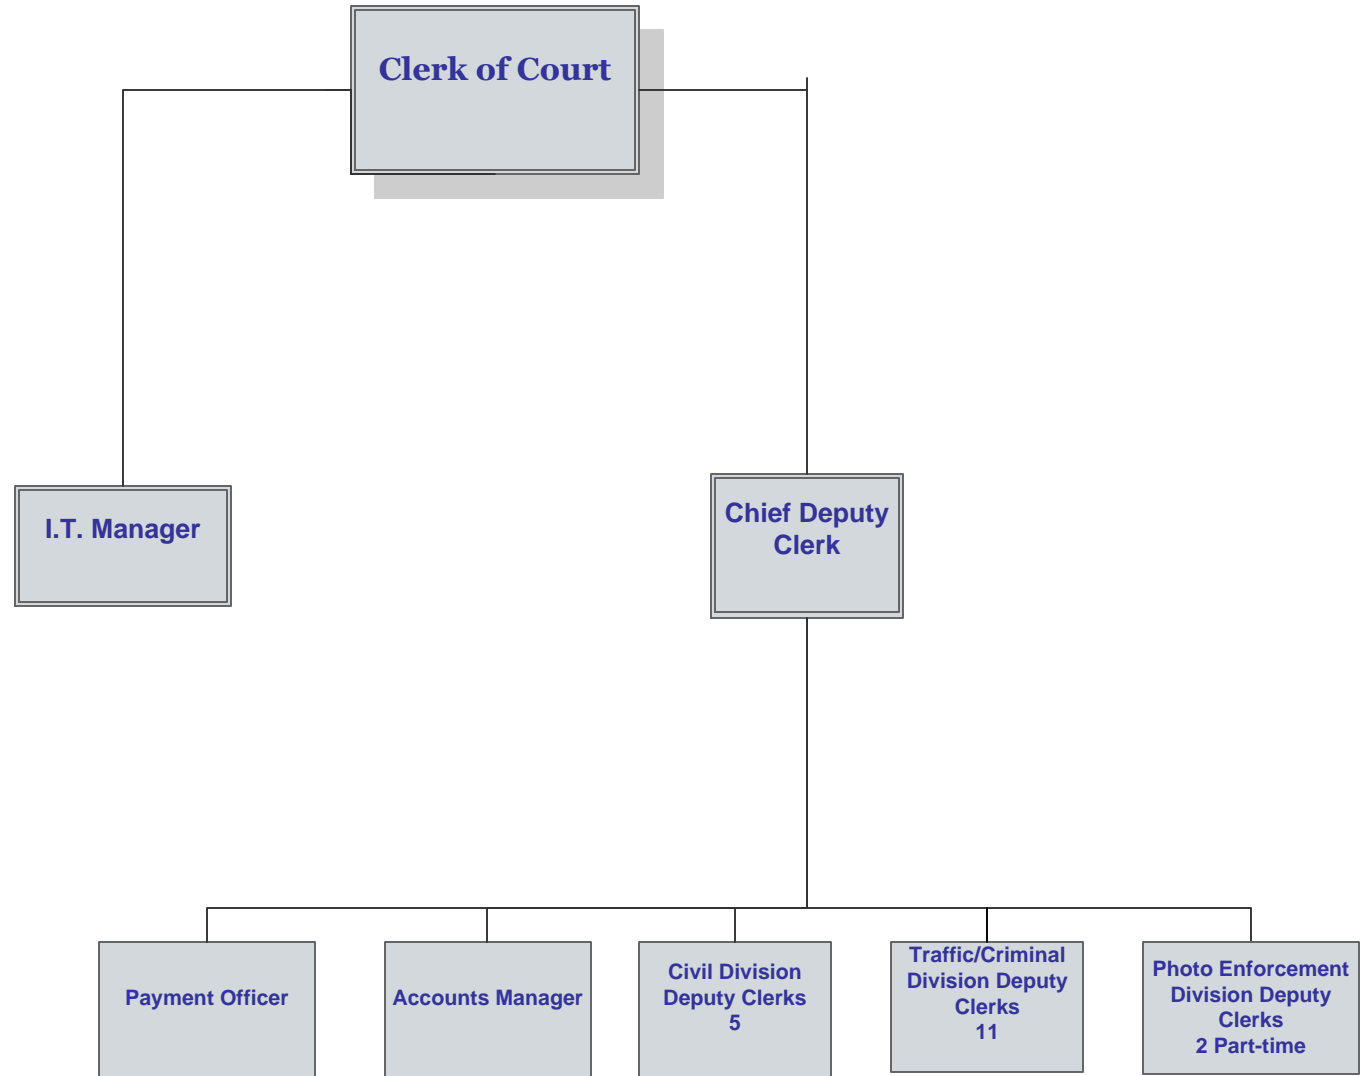 Clerk of Court
I.T. Manager
Chief Deputy
Clerk
Payment Officer
Accounts Manager
Civil Division
Deputy Clerks
5
Traffic/Criminal
Division Deputy
Clerks
11
Photo Enforcement
Division Deputy
Clerks
2 Part-time